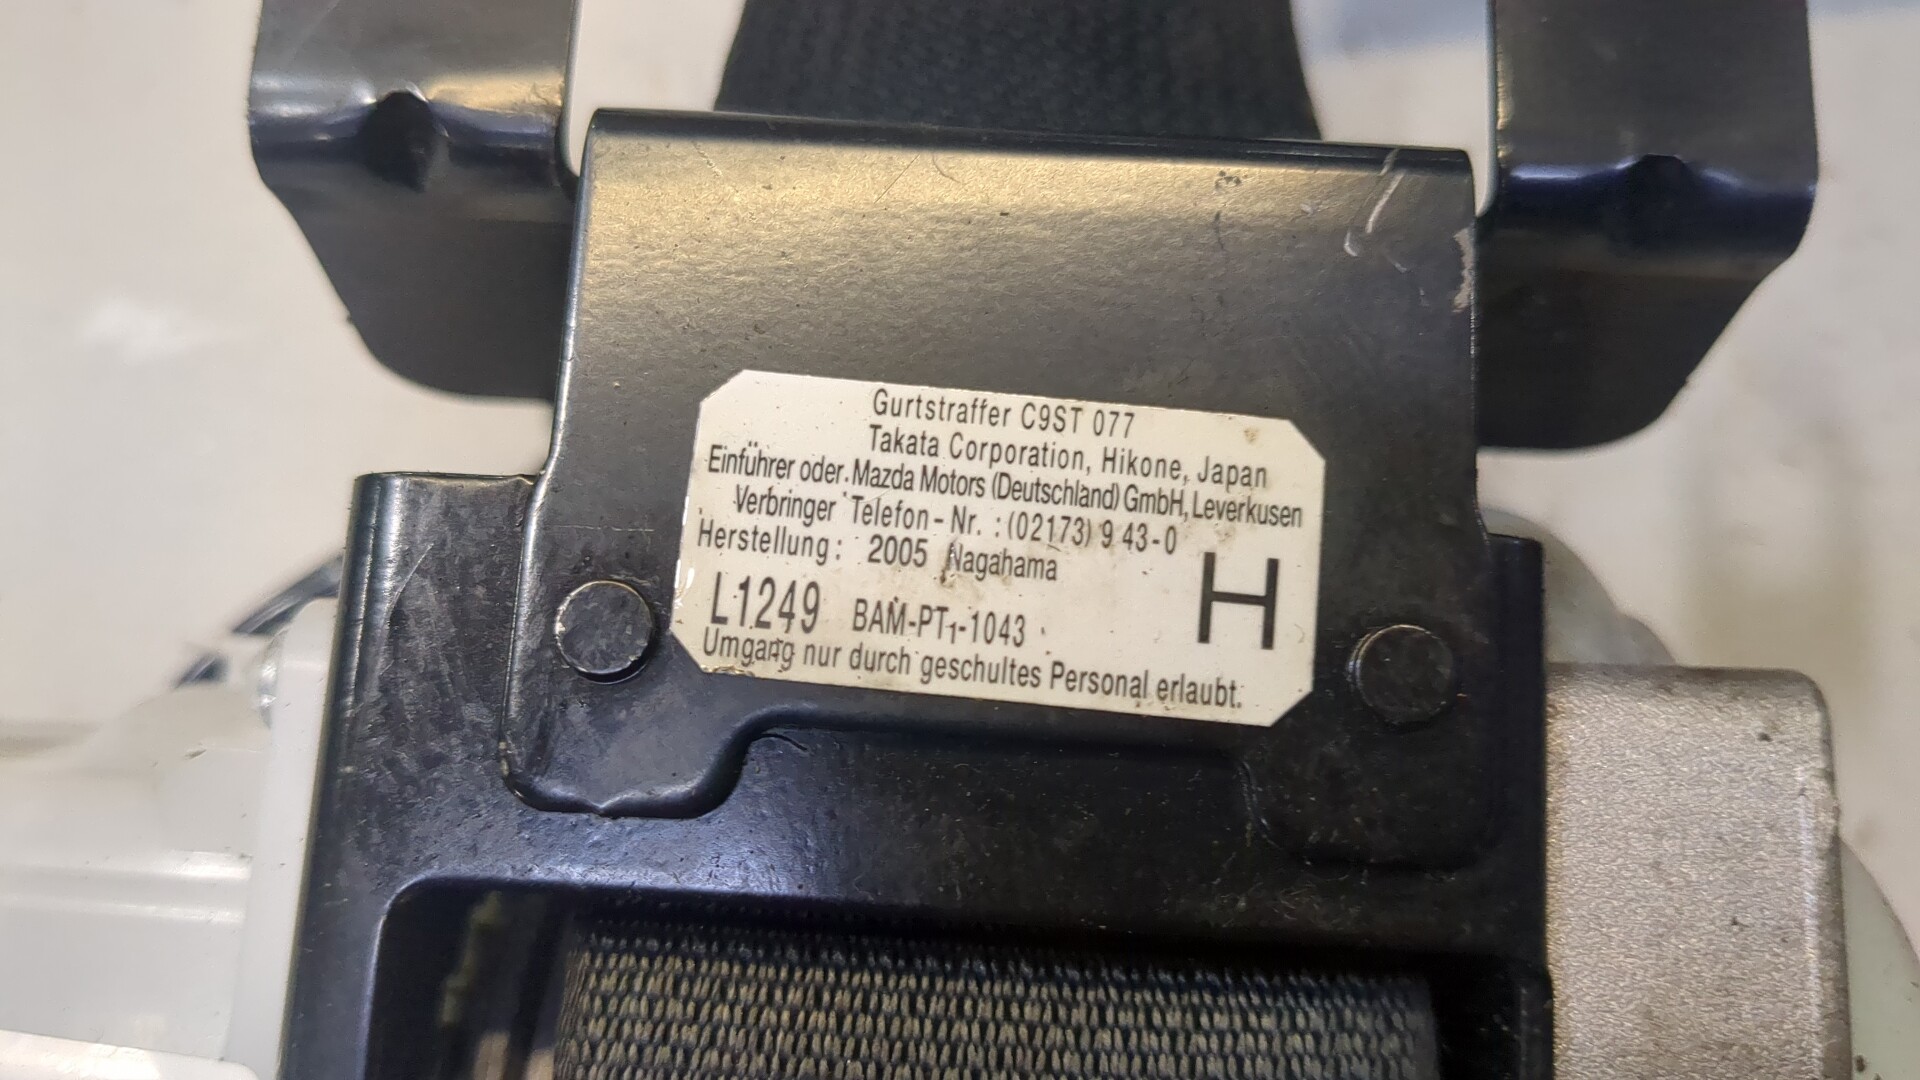 Gurtstraffer C9ST 077
Takata Corporation, Hikone, Japan
Einführer oder. Mazda Motors (Deutschland) GmbH, Leverkusen
Verbringer Telefon-Nr. : (02173) 9 43-0
Herstellung: 2005 Nagahama
H
L1249 BAM-PT1-1043
Umgang nur durch geschultes Personal erlaubt.